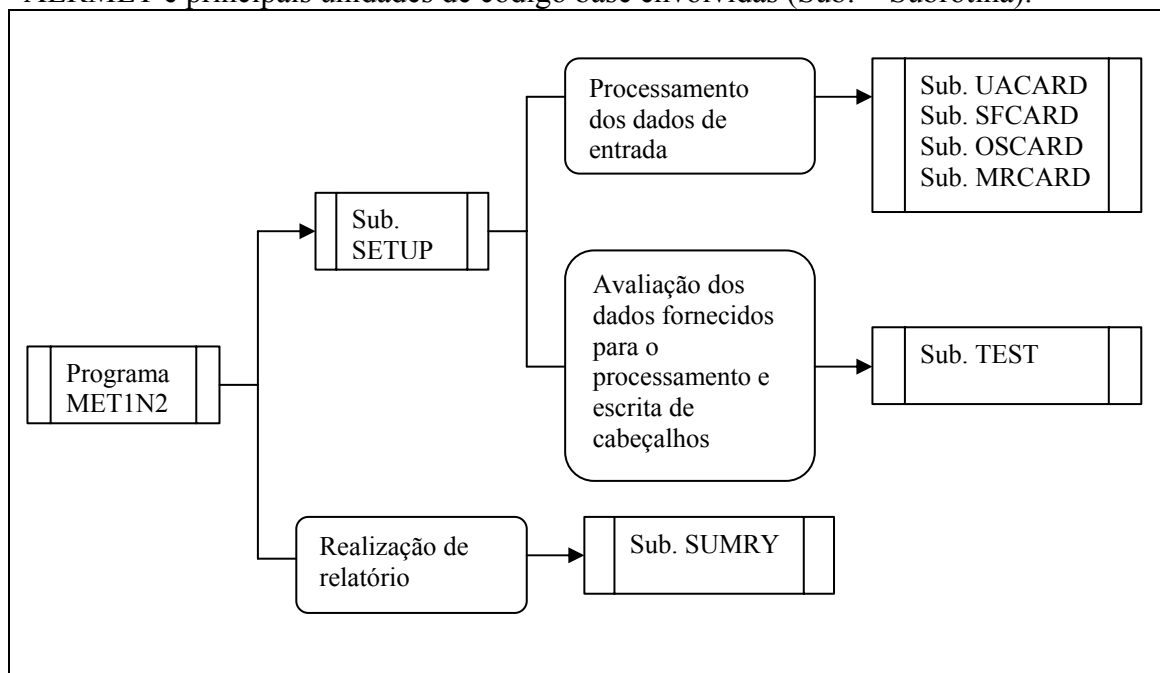 AERMET e principais unidades de código base envolvidas (Sub. = Subrotina).
Processamento
dos dados de
entrada
Sub. UACARD
Sub. SFCARD
Sub. OSCARD
Sub. MRCARD
Sub.
SETUP
Avaliação dos
dados fornecidos
para o
processamento e
escrita de
cabeçalhos
Sub. TEST
Programa
MET1N2
Realização de
relatório
Sub. SUMRY